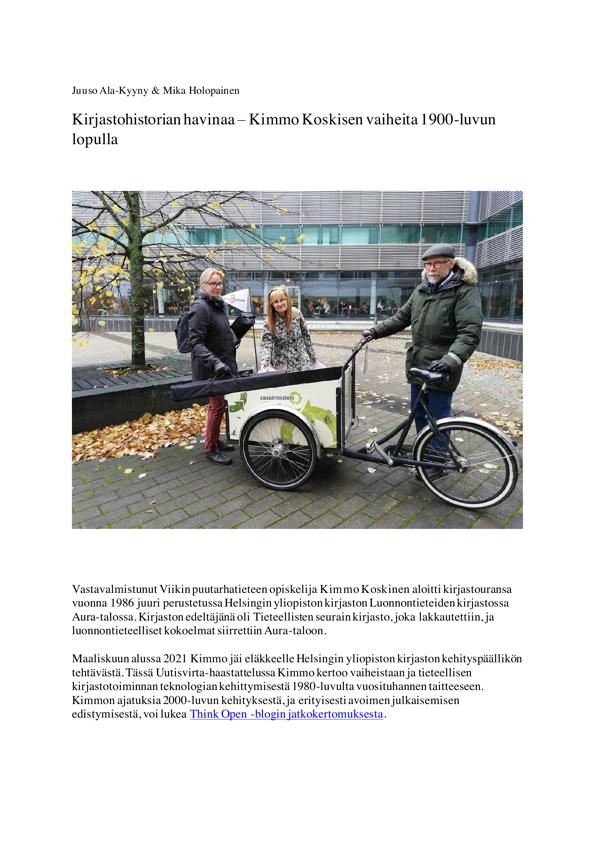 Juuso Ala-Kyyny & Mika Holopainen
Kirjastohistorian havinaa – Kimmo Koskisen vaiheita 1900-luvun
lopulla
Vastavalmistunut Viikin puutarhatieteen opiskelija Kimmo Koskinen aloitti kirjastouransa
vuonna 1986 juuri perustetussa Helsingin yliopiston kirjaston Luonnontieteiden kirjastossa
Aura-talossa. Kirjaston edeltäjänä oli Tieteellisten seurain kirjasto, joka lakkautettiin, ja
luonnontieteelliset kokoelmat siirrettiin Aura-taloon.
Maaliskuun alussa 2021 Kimmo jäi eläkkeelle Helsingin yliopiston kirjaston kehityspäällikön
tehtävästä. Tässä Uutisvirta-haastattelussa Kimmo kertoo vaiheistaan ja tieteellisen
kirjastotoiminnan teknologian kehittymisestä 1980-luvulta vuosituhannen taitteeseen.
Kimmon ajatuksia 2000-luvun kehityksestä, ja erityisesti avoimen julkaisemisen
edistymisestä, voi lukea Think Open -blogin jatkokertomuksesta.